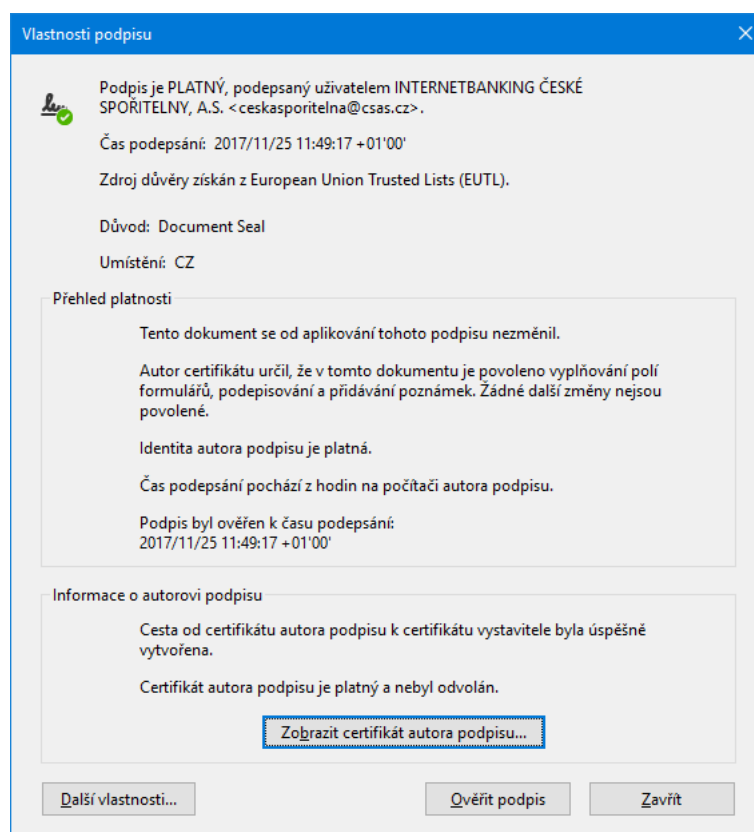 Vlastnosti podpisu
Podpis je PLATNÝ, podepsaný uživatelem INTERNETBANKING ČESKÉ
SPOŘITELNY, A.S. <ceskasporitelna@csas.cz>.
Čas podepsání: 2017/11/25 11:49:17 +01'00'
Zdroj důvěry získán z European Union Trusted Lists (EUTL).
Důvod: Document Seal
Umístění: CZ
Přehled platnosti
Tento dokument se od aplikování tohoto podpisu nezměnil.
Autor certifikátu určil, že v tomto dokumentu je povoleno vyplňování polí
formulářů, podepisování a přidávání poznámek. Žádné další změny nejsou
povolené.
Identita autora podpisu je platná.
Čas podepsání pochází z hodin na počítači autora podpisu.
Podpis byl ověřen k času podepsání:
2017/11/25 11:49:17 +01'00'
Informace o autorovi podpisu
Cesta od certifikátu autora podpisu k certifikátu vystavitele byla úspěšně
vytvořena.
Certifikát autora podpisu je platný a nebyl odvolán.
Zobrazit certifikát autora podpisu...
Další vlastnosti...
Ověřit podpis
Zavřít